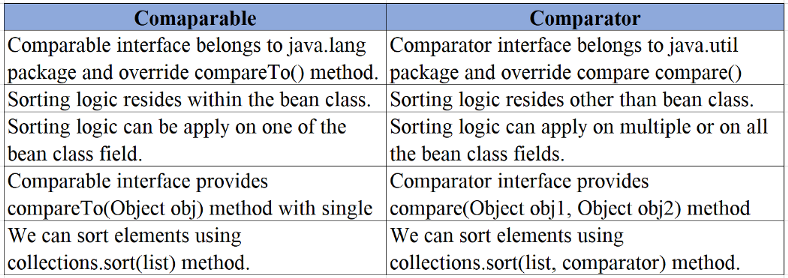 Comaparable
Comparator
Comparable interface belongs to java.lang
package and override compareTo() method.
Comparator interface belongs to java.util
package and override compare compare()
Sorting logic resides within the bean class.
Sorting logic resides other than bean class.
Sorting logic can be apply on one of the
bean class field.
Sorting logic can apply on multiple or on all
the bean class fields.
Comparable interface provides
compareTo(Object obj) method with single
Comparator interface provides
compare(Object obj1, Object obj2) method
We can sort elements using
collections.sort(list) method.
We can sort elements using
collections.sort(list, comparator) method.